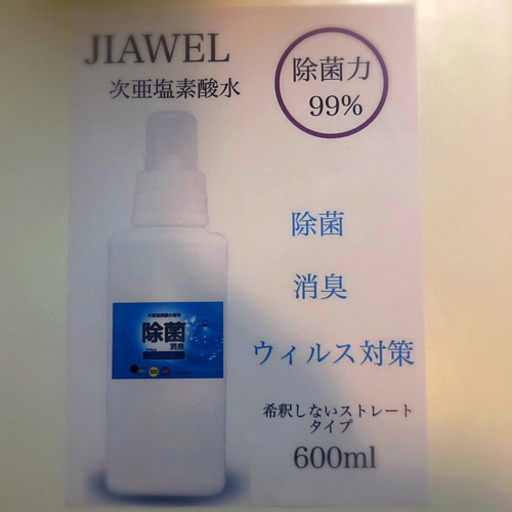 JIAWEL
次亜塩素酸水
除菌力
99%
除菌
消臭
ウィルス対策
希釈しないストレート
タイプ
600ml
除菌
消臭